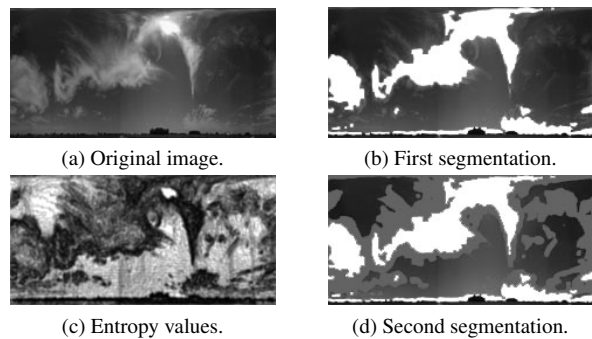 (a) Original image.
(b) First segmentation.
(c) Entropy values.
(d) Second segmentation.